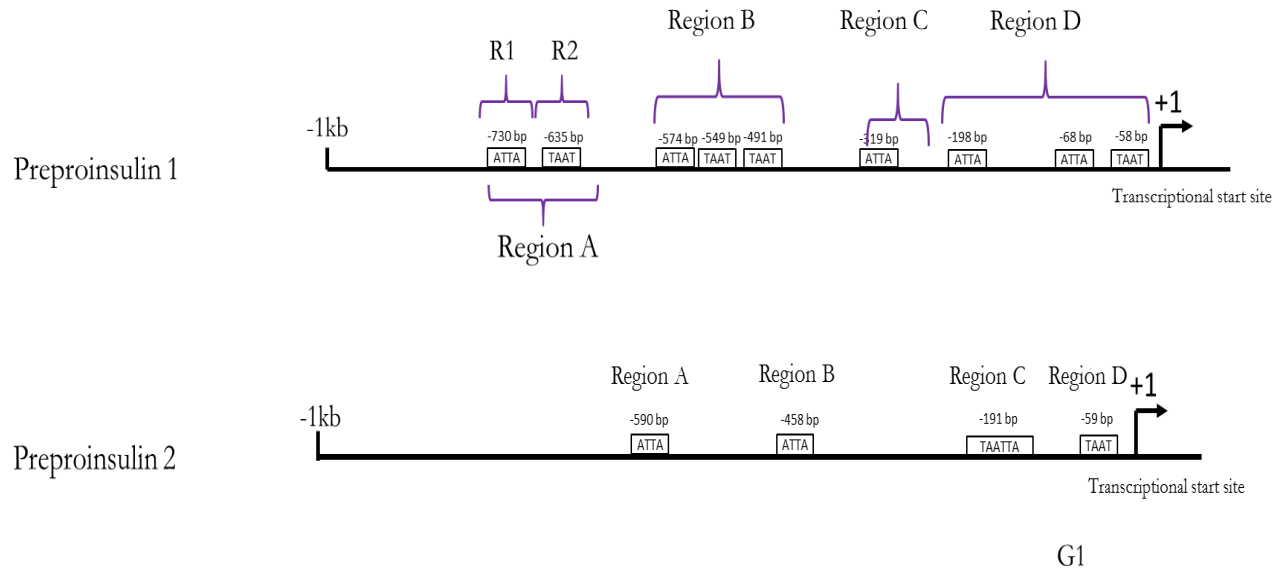 Region B
Region C
Region D
R1 R2
+1
-1kb
-730 bp -635 bp -574 bp -549 bp -491 bp -319 bp -198 bp -68 bp -58 bp
ATTA TAAT ATTA TAAT TAAT ATTA ATTA ATTA TAAT
Preproinsulin 1
Transcriptional start site
Region A
Region A Region B Region C Region D +1
-1kb
-590 bp -458 bp -191 bp -59 bp
ATTA ATTA TAATTA TAAT
Preproinsulin 2
Transcriptional start site
G1